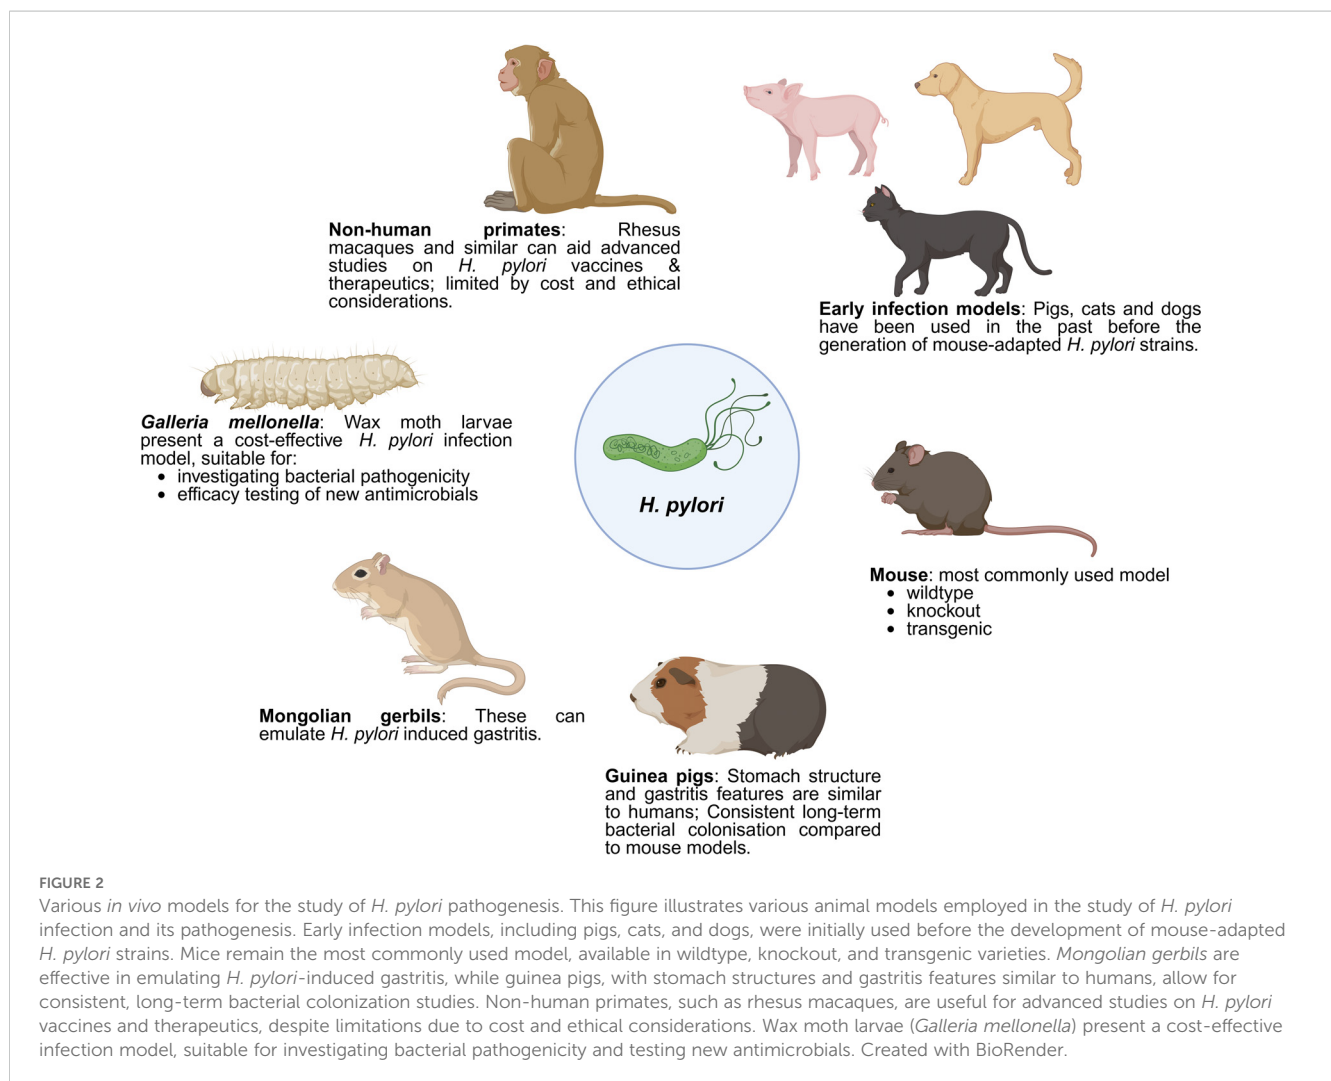 Non-human primates: Rhesus
macaques and similar can aid advanced
studies on H. pylori vaccines &
therapeutics; limited by cost and ethical
considerations.
Early infection models: Pigs, cats and dogs
have been used in the past before the
generation of mouse-adapted H. pylori strains.
Galleria mellonella: Wax moth larvae
present a cost-effective H. pylori infection
model, suitable for:
• investigating bacterial pathogenicity
• efficacy testing of new antimicrobials
H. pylori
Mouse: most commonly used model
• wildtype
• knockout
• transgenic
Mongolian gerbils: These can
emulate H. pylori induced gastritis.
Guinea pigs: Stomach structure
and gastritis features are similar
to humans; Consistent long-term
bacterial colonisation compared
to mouse models.
FIGURE 2
Various in vivo models for the study of H. pylori pathogenesis. This figure illustrates various animal models employed in the study of H. pylori
infection and its pathogenesis. Early infection models, including pigs, cats, and dogs, were initially used before the development of mouse-adapted
H. pylori strains. Mice remain the most commonly used model, available in wildtype, knockout, and transgenic varieties. Mongolian gerbils are
effective in emulating H. pylori-induced gastritis, while guinea pigs, with stomach structures and gastritis features similar to humans, allow for
consistent, long-term bacterial colonization studies. Non-human primates, such as rhesus macaques, are useful for advanced studies on H. pylori
vaccines and therapeutics, despite limitations due to cost and ethical considerations. Wax moth larvae (Galleria mellonella) present a cost-effective
infection model, suitable for investigating bacterial pathogenicity and testing new antimicrobials. Created with BioRender.